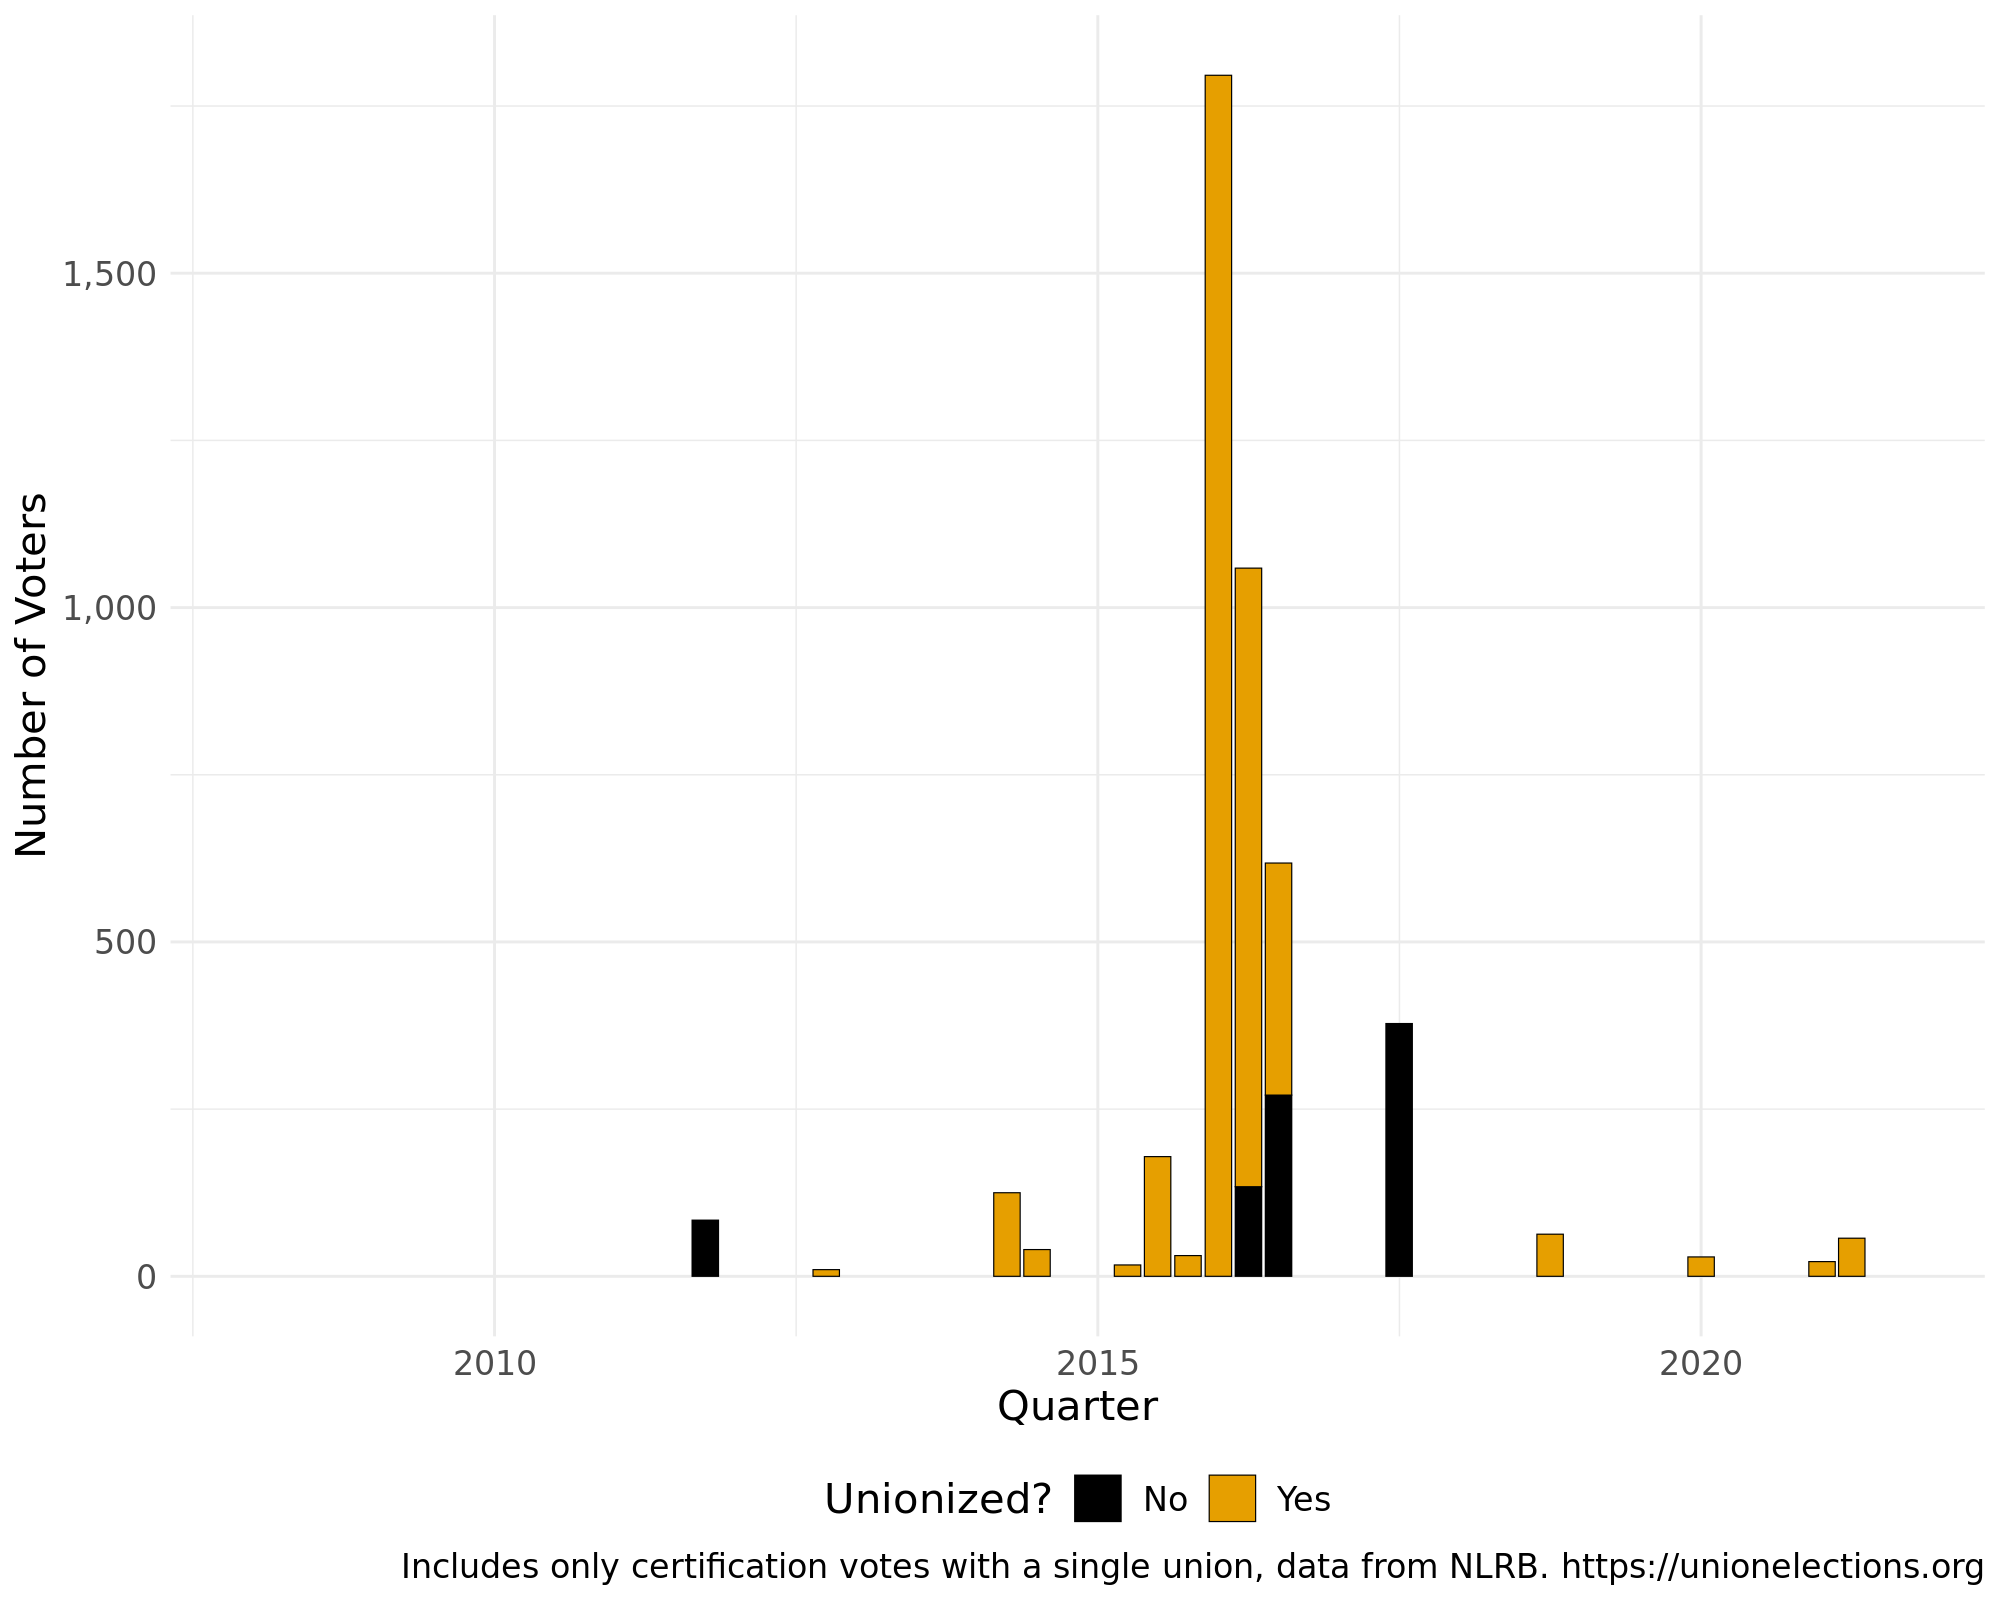 Number of Voters
1,500
1,000
500
0
2010 2015 2020
Quarter
Unionized? No Yes
Includes only certification votes with a single union, data from NLRB. https://unionelections.org